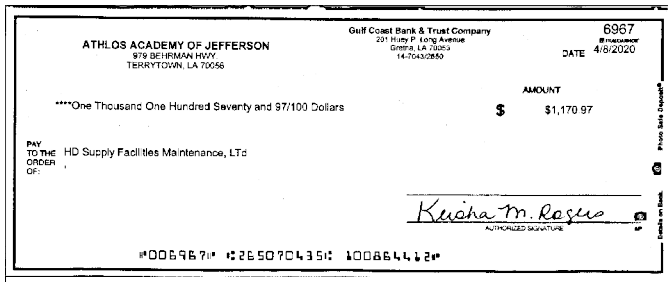 Gulf Coast Bank & Trust Company
201 Huey P. Long Avenue
Gretna, LA 70053
14-7043/2650
6967
DATE 4/8/2020
ATHLOS ACADEMY OF JEFFERSON
979 BEHRMAN HWY.
TERRYTOWN, LA 70056
AMOUNT
****One Thousand One Hundred Seventy and 97/100 Dollars
$ $1,170.97
PAY
TO THE
ORDER
OF:
HD Supply Facilities Maintenance, LTd
Keisha M. Rogers
AUTHORIZED SIGNATURE
Photo Safe Deposit®
Details on Back.
⑈006967⑈ ⑆265070435⑆ 100864412⑈